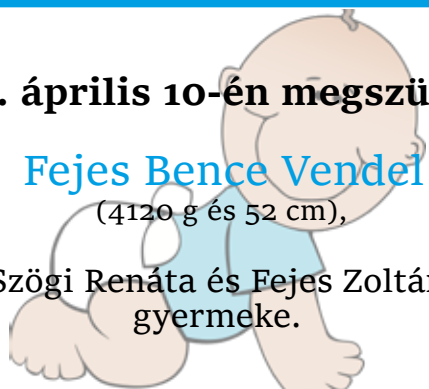 . április 10-én megszü
Fejes Bence Vendel
(4120 g és 52 cm),
Szögi Renáta és Fejes Zoltán
gyermeke.